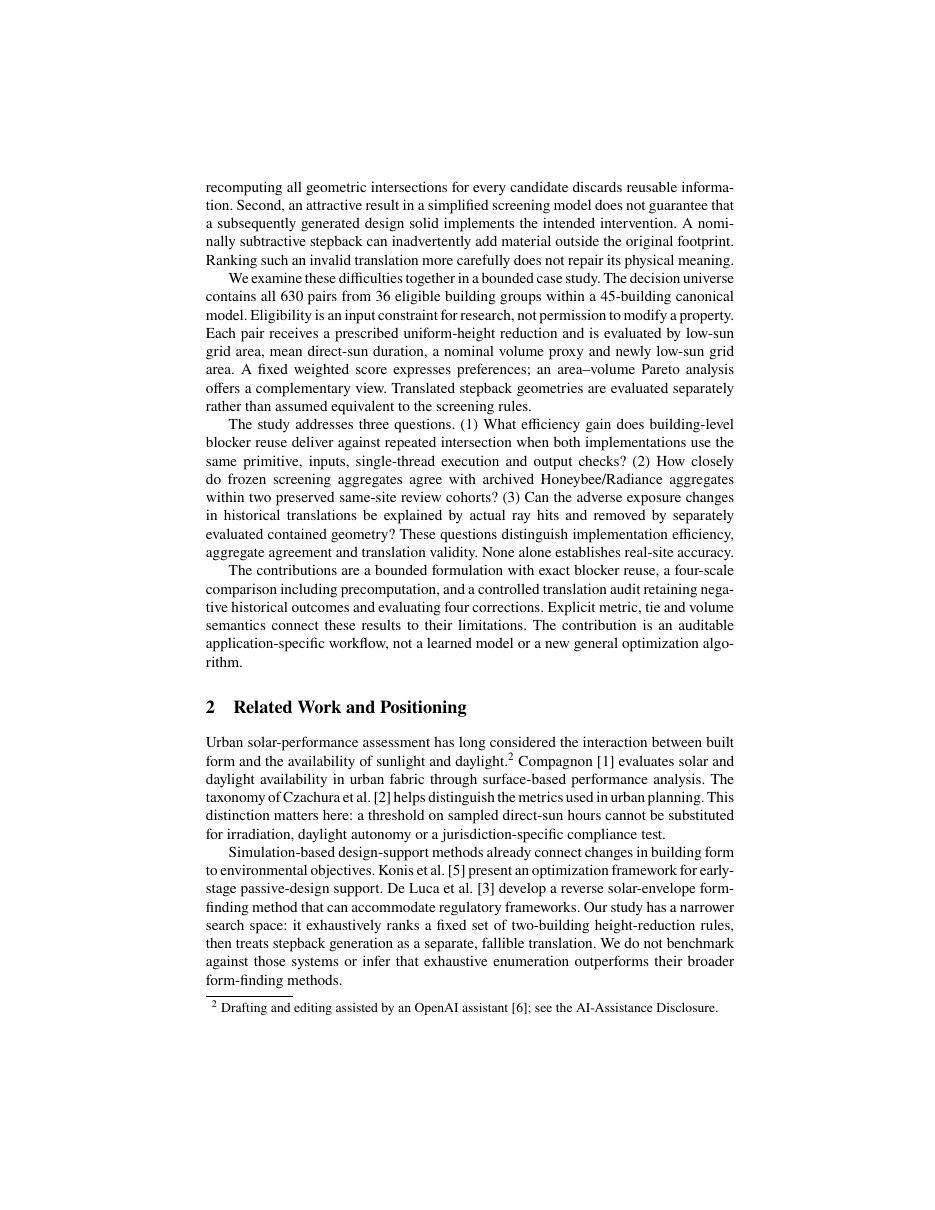 recomputing all geometric intersections for every candidate discards reusable informa-
tion. Second, an attractive result in a simplified screening model does not guarantee that
a subsequently generated design solid implements the intended intervention. A nomi-
nally subtractive stepback can inadvertently add material outside the original footprint.
Ranking such an invalid translation more carefully does not repair its physical meaning.
We examine these difficulties together in a bounded case study. The decision universe
contains all 630 pairs from 36 eligible building groups within a 45-building canonical
model. Eligibility is an input constraint for research, not permission to modify a property.
Each pair receives a prescribed uniform-height reduction and is evaluated by low-sun
grid area, mean direct-sun duration, a nominal volume proxy and newly low-sun grid
area. A fixed weighted score expresses preferences; an area–volume Pareto analysis
offers a complementary view. Translated stepback geometries are evaluated separately
rather than assumed equivalent to the screening rules.
The study addresses three questions. (1) What efficiency gain does building-level
blocker reuse deliver against repeated intersection when both implementations use the
same primitive, inputs, single-thread execution and output checks? (2) How closely
do frozen screening aggregates agree with archived Honeybee/Radiance aggregates
within two preserved same-site review cohorts? (3) Can the adverse exposure changes
in historical translations be explained by actual ray hits and removed by separately
evaluated contained geometry? These questions distinguish implementation efficiency,
aggregate agreement and translation validity. None alone establishes real-site accuracy.
The contributions are a bounded formulation with exact blocker reuse, a four-scale
comparison including precomputation, and a controlled translation audit retaining nega-
tive historical outcomes and evaluating four corrections. Explicit metric, tie and volume
semantics connect these results to their limitations. The contribution is an auditable
application-specific workflow, not a learned model or a new general optimization algo-
rithm.
2 Related Work and Positioning
Urban solar-performance assessment has long considered the interaction between built
form and the availability of sunlight and daylight.2 Compagnon [1] evaluates solar and
daylight availability in urban fabric through surface-based performance analysis. The
taxonomy of Czachura et al. [2] helps distinguish the metrics used in urban planning. This
distinction matters here: a threshold on sampled direct-sun hours cannot be substituted
for irradiation, daylight autonomy or a jurisdiction-specific compliance test.
Simulation-based design-support methods already connect changes in building form
to environmental objectives. Konis et al. [5] present an optimization framework for early-
stage passive-design support. De Luca et al. [3] develop a reverse solar-envelope form-
finding method that can accommodate regulatory frameworks. Our study has a narrower
search space: it exhaustively ranks a fixed set of two-building height-reduction rules,
then treats stepback generation as a separate, fallible translation. We do not benchmark
against those systems or infer that exhaustive enumeration outperforms their broader
form-finding methods.
2 Drafting and editing assisted by an OpenAI assistant [6]; see the AI-Assistance Disclosure.